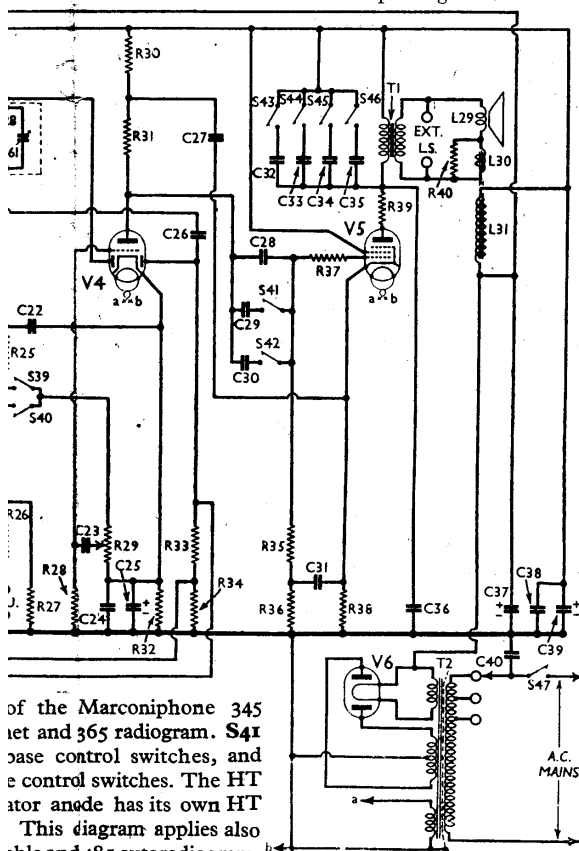 R30
S43 S44 S45 S46
T1
L29
R31
C27
EXT.
L.S.
L30
C32
C33 C34 C35
R40
R39
C26
V5
L31
V4
C28
R37
a b
a b
S41
C29
C22
S42
R25
C30
S39
S40
R26
C23
R29
C25
R33
R35
C31
R28
R34
C37
C38
R27
C24
R36
R38
C36
R32
C39
V6
T2
C40
S47
A.C.
MAINS
a
b
of the Marconiphone 345
net and 365 radiogram. S41
base control switches, and
e control switches. The HT
ator anode has its own HT
This diagram applies also